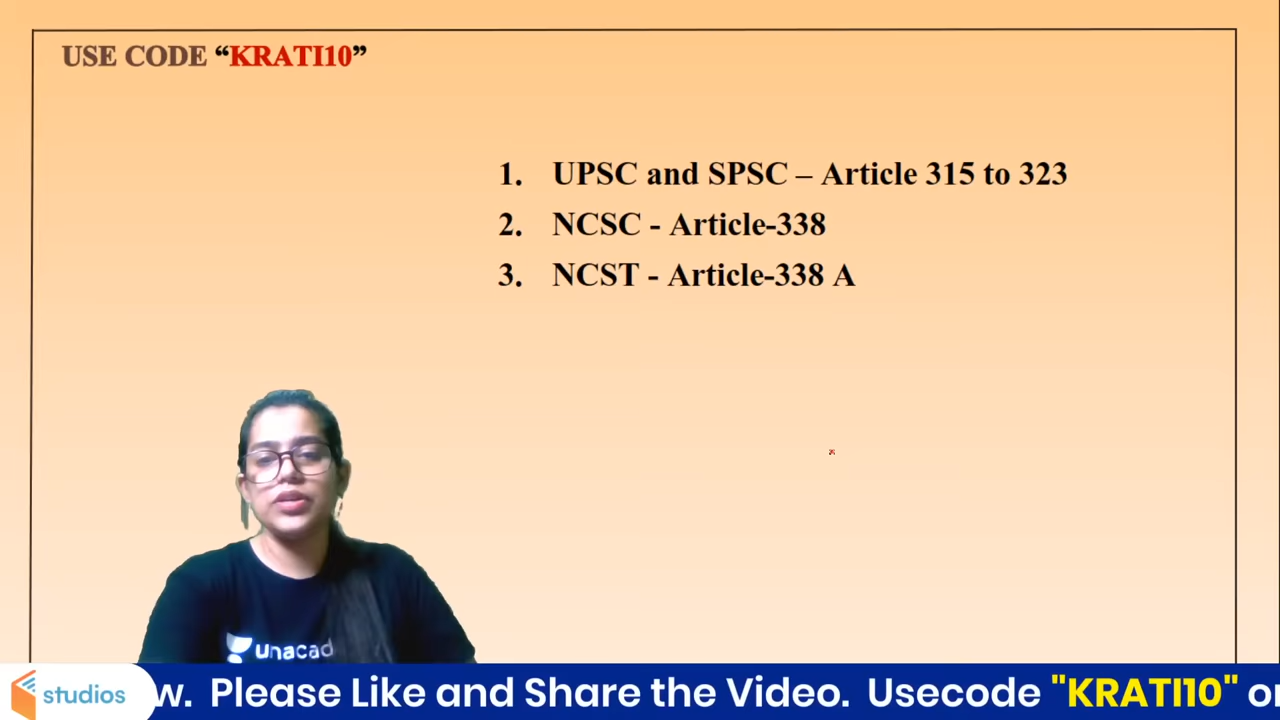 USE CODE “KRATI10”
1. UPSC and SPSC – Article 315 to 323
2. NCSC - Article-338
3. NCST - Article-338 A
unacad
studios
w. Please Like and Share the Video. Usecode "KRATI10" o